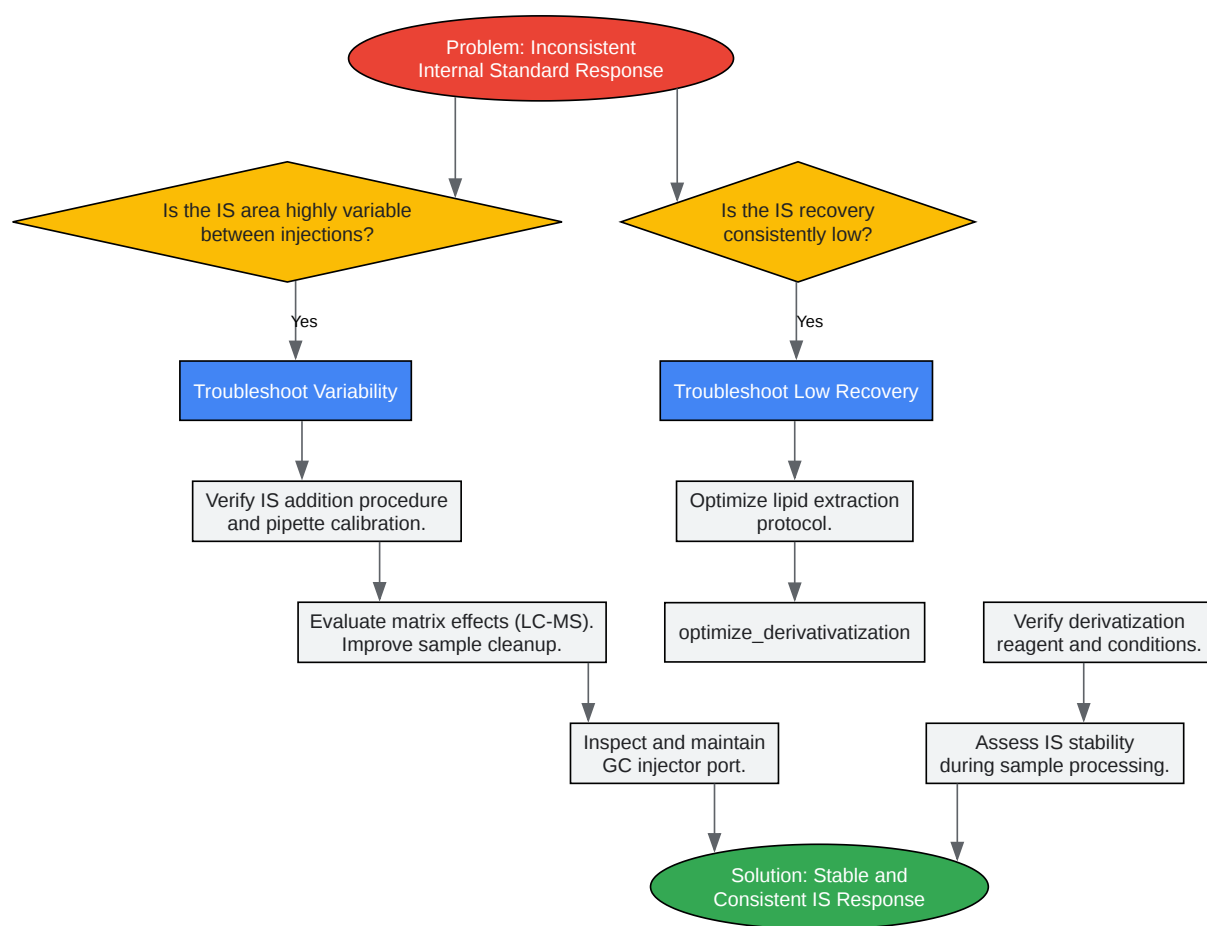 Problem: Inconsistent
Internal Standard Response
Is the IS area highly variable
between injections?
Is the IS recovery
consistently low?
Yes
Yes
Troubleshoot Variability
Troubleshoot Low Recovery
Verify IS addition procedure
and pipette calibration.
Optimize lipid extraction
protocol.
Evaluate matrix effects (LC-MS).
Improve sample cleanup.
optimize_derivativatization
Verify derivatization
reagent and conditions.
Inspect and maintain
GC injector port.
Assess IS stability
during sample processing.
Solution: Stable and
Consistent IS Response